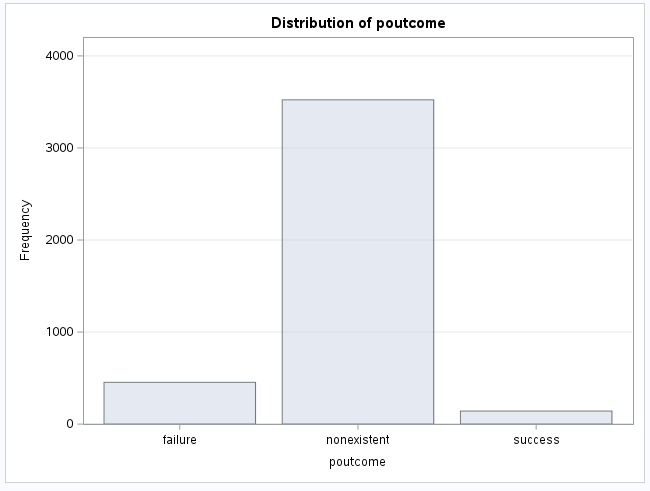 Distribution of poutcome
4000
3000
2000
1000
0
Frequency
failure
nonexistent
success
poutcome